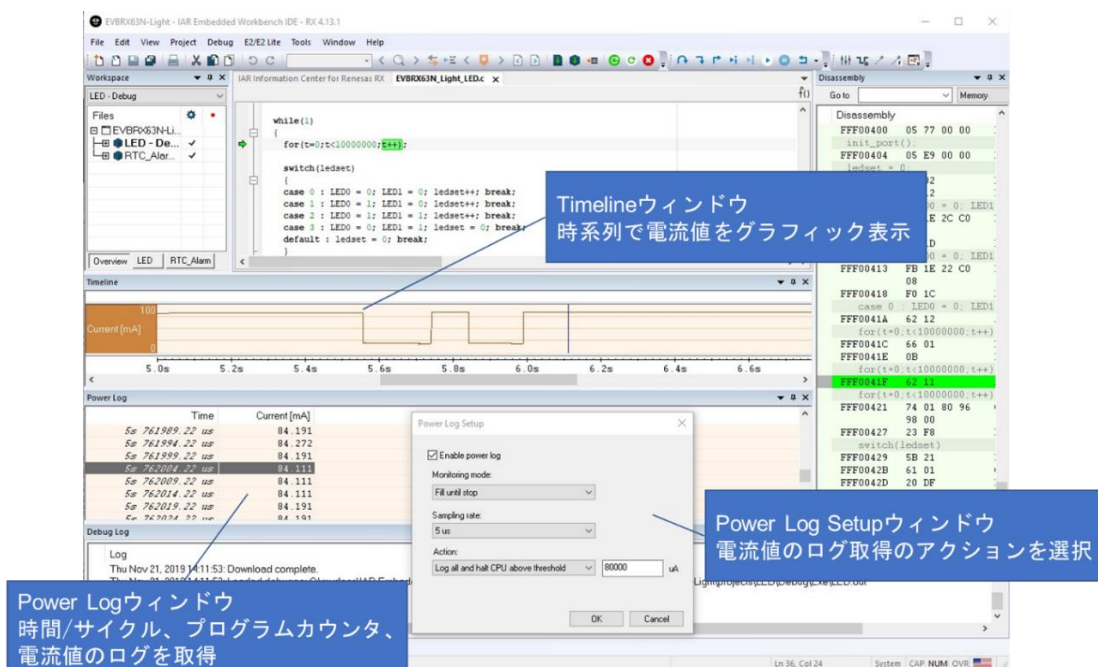 EVBRX63N-Light - IAR Embedded Workbench IDE - RX 4.13.1
File Edit View Project Debug E2/E2 Lite Tools Window Help
Workspace
LED - Debug
Files
EVBRX63N-Li...
LED - De...
RTC_Alar...
Overview LED RTC_Alarm
IAR Information Center for Renesas RX EVBRX63N_Light_LED.c x
f()
while(1)
{
for(t=0;t<10000000;t++);
switch(ledset)
{
case 0 : LED0 = 0; LED1 = 0; ledset++; break;
case 1 : LED0 = 0; LED1 = 1; ledset++; break;
case 2 : LED0 = 1; LED1 = 0; ledset++; break;
case 3 : LED0 = 1; LED1 = 1; ledset = 0; break;
default : ledset = 0; break;
}
Timelineウィンドウ
時系列で電流値をグラフィック表示
Disassembly
Go to Memory
Disassembly
FFF00400 05 77 00 00
init_port();
FFF00404 05 E9 00 00
ledset = 0;
= 0; LED1
2C C0
= 0; LED1
FFF00413 FB 1E 22 C0
08
FFF00418 F0 1C
case 0 : LED0 = 0; LED1
FFF0041A 62 12
for(t=0;t<10000000;t++)
FFF0041C 66 01
FFF0041E 0B
for(t=0;t<10000000;t++)
FFF0041F 62 11
for(t=0;t<10000000;t++)
FFF00421 74 01 80 96
98 00
FFF00427 23 F8
switch(ledset)
FFF00429 5B 21
FFF0042B 61 01
FFF0042D 20 DF
Timeline
100
Current [mA]
0
5.0s 5.2s 5.4s 5.6s 5.8s 6.0s 6.2s 6.4s 6.6s
Power Log
Time Current [mA]
5s 761989.22 us 84.191
5s 761994.22 us 84.272
5s 761999.22 us 84.191
5s 762004.22 us 84.111
5s 762009.22 us 84.111
5s 762014.22 us 84.111
5s 762019.22 us 84.191
5s 762024.22 us 84.191
Power Log Setup
Enable power log
Monitoring mode:
Fill until stop
Sampling rate:
5 us
Action:
Log all and halt CPU above threshold 80000 uA
OK Cancel
Power Log Setupウィンドウ
電流値のログ取得のアクションを選択
Debug Log
Log
Thu Nov 21, 2019 14:11:53: Download complete.
Power Logウィンドウ
時間/サイクル、プログラムカウンタ、
電流値のログを取得
Ln 36, Col 24 System CAP NUM OVR